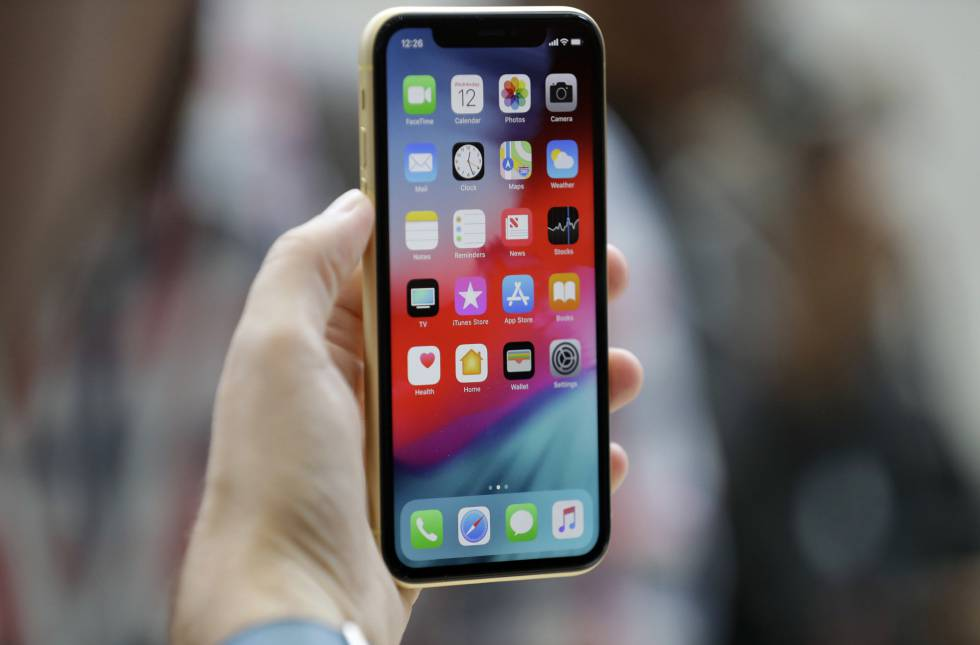 12:26
Wednesday
12
FaceTime
Calendar
Photos
Camera
Mail
Clock
Maps
Weather
Notes
Reminders
News
Stocks
TV
iTunes Store
App Store
Books
Health
Home
Wallet
Settings